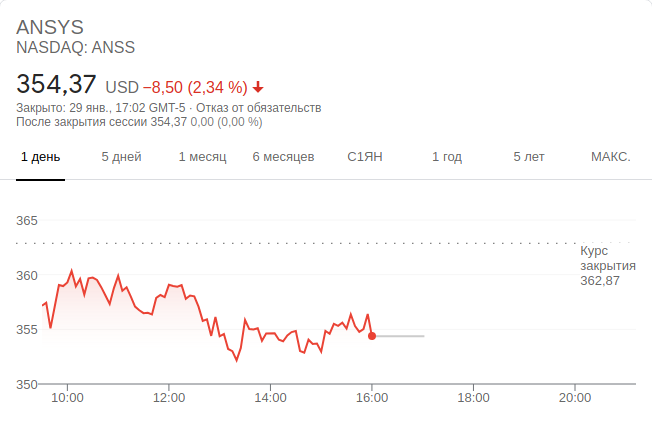 ANSYS
NASDAQ: ANSS
354,37 USD −8,50 (2,34 %)
Закрыто: 29 янв., 17:02 GMT-5 · Отказ от обязательств
После закрытия сессии 354,37 0,00 (0,00 %)
1 день 5 дней 1 месяц 6 месяцев С1ЯН 1 год 5 лет МАКС.
365
Курс
закрытия
362,87
360
355
350
10:00 12:00 14:00 16:00 18:00 20:00